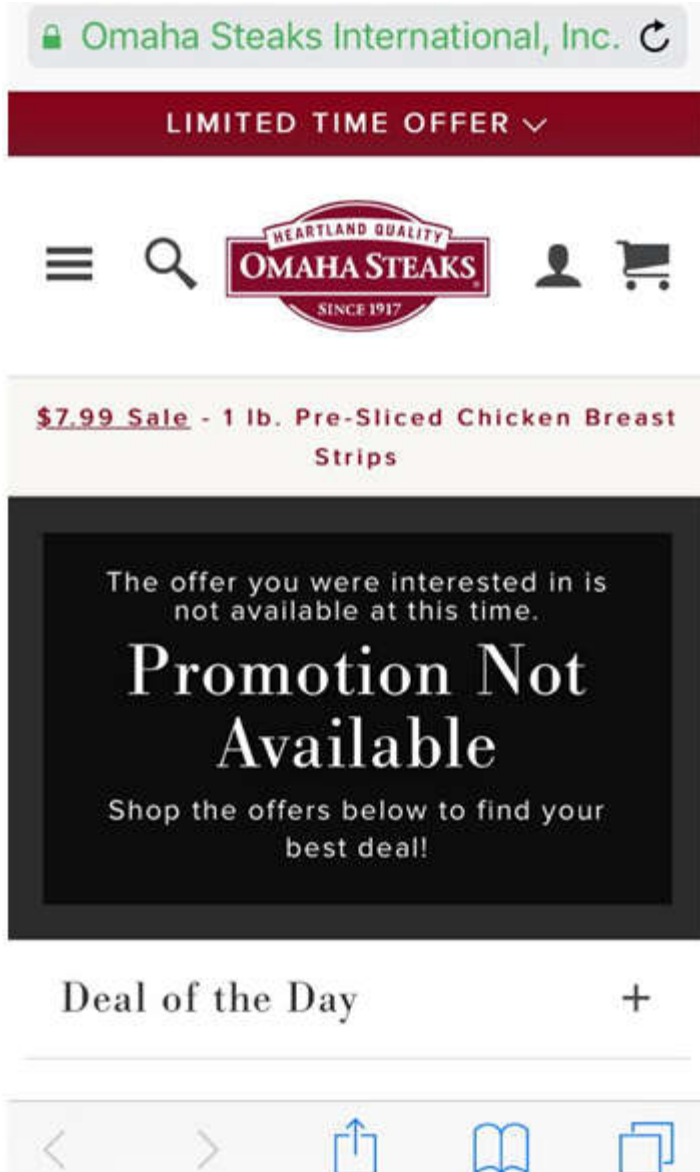 Omaha Steaks International, Inc.
LIMITED TIME OFFER
HEARTLAND QUALITY
OMAHA STEAKS
SINCE 1917
$7.99 Sale - 1 lb. Pre-Sliced Chicken Breast
Strips
The offer you were interested in is
not available at this time.
Promotion Not
Available
Shop the offers below to find your
best deal!
Deal of the Day +